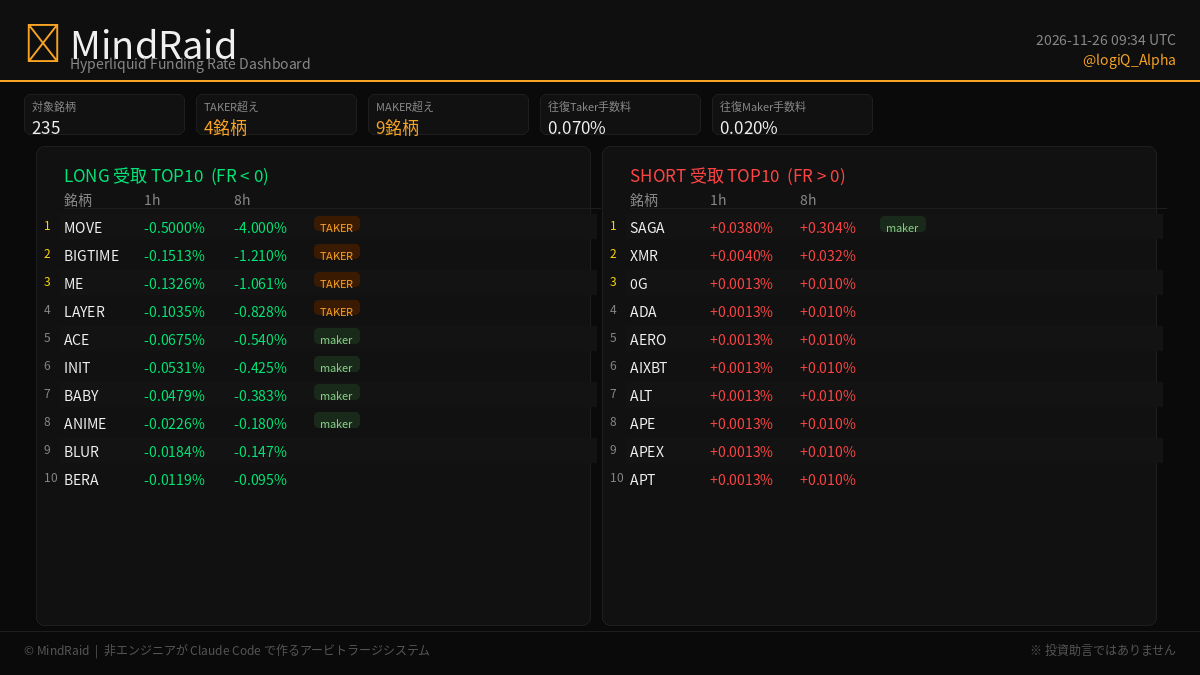 MindRaid
Hyperliquid Funding Rate Dashboard
2026-11-26 09:34 UTC
@logiQ_Alpha
対象銘柄
235
TAKER超え
4銘柄
MAKER超え
9銘柄
往復Taker手数料
0.070%
往復Maker手数料
0.020%
LONG 受取 TOP10 (FR < 0)
銘柄 1h 8h
1 MOVE -0.5000% -4.000% TAKER
2 BIGTIME -0.1513% -1.210% TAKER
3 ME -0.1326% -1.061% TAKER
4 LAYER -0.1035% -0.828% TAKER
5 ACE -0.0675% -0.540% maker
6 INIT -0.0531% -0.425% maker
7 BABY -0.0479% -0.383% maker
8 ANIME -0.0226% -0.180% maker
9 BLUR -0.0184% -0.147%
10 BERA -0.0119% -0.095%
SHORT 受取 TOP10 (FR > 0)
銘柄 1h 8h
1 SAGA +0.0380% +0.304% maker
2 XMR +0.0040% +0.032%
3 0G +0.0013% +0.010%
4 ADA +0.0013% +0.010%
5 AERO +0.0013% +0.010%
6 AIXBT +0.0013% +0.010%
7 ALT +0.0013% +0.010%
8 APE +0.0013% +0.010%
9 APEX +0.0013% +0.010%
10 APT +0.0013% +0.010%
© MindRaid | 非エンジニアが Claude Code で作るアービトラージシステム
※ 投資助言ではありません